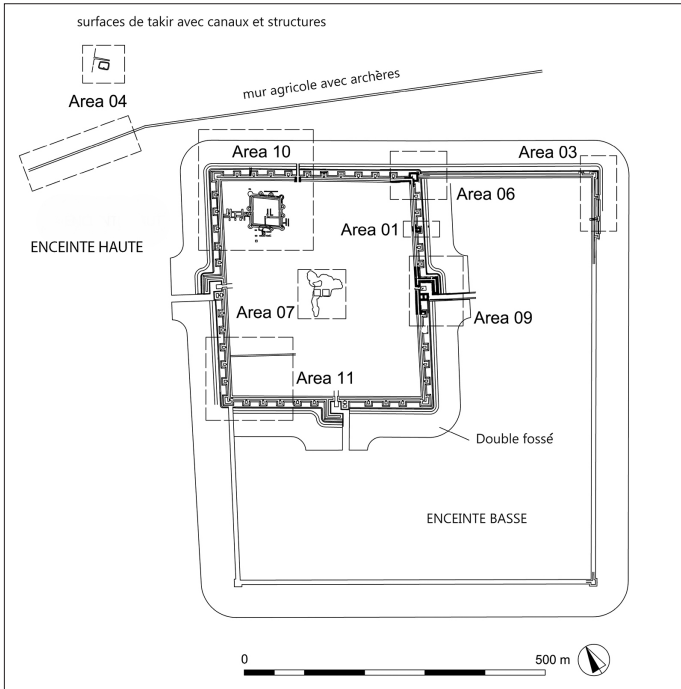 surfaces de takir avec canaux et structures
Area 04
mur agricole avec archères
Area 10
Area 03
Area 06
Area 01
ENCEINTE HAUTE
Area 07
Area 09
Area 11
Double fossé
ENCEINTE BASSE
0
500 m